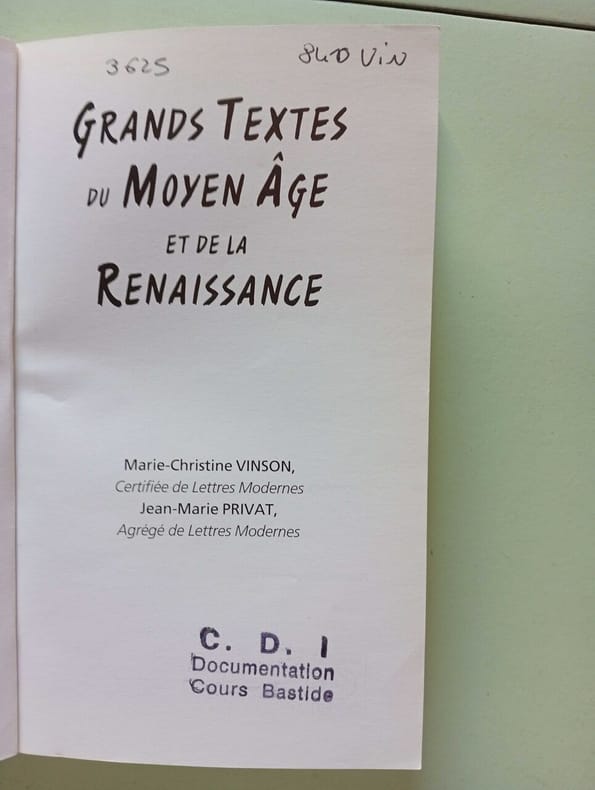 3625
840 Vin
GRANDS TEXTES
DU MOYEN ÂGE
ET DE LA
RENAISSANCE
Marie-Christine VINSON,
Certifiée de Lettres Modernes
Jean-Marie PRIVAT,
Agrégé de Lettres Modernes
C. D. I
Documentation
Cours Bastide